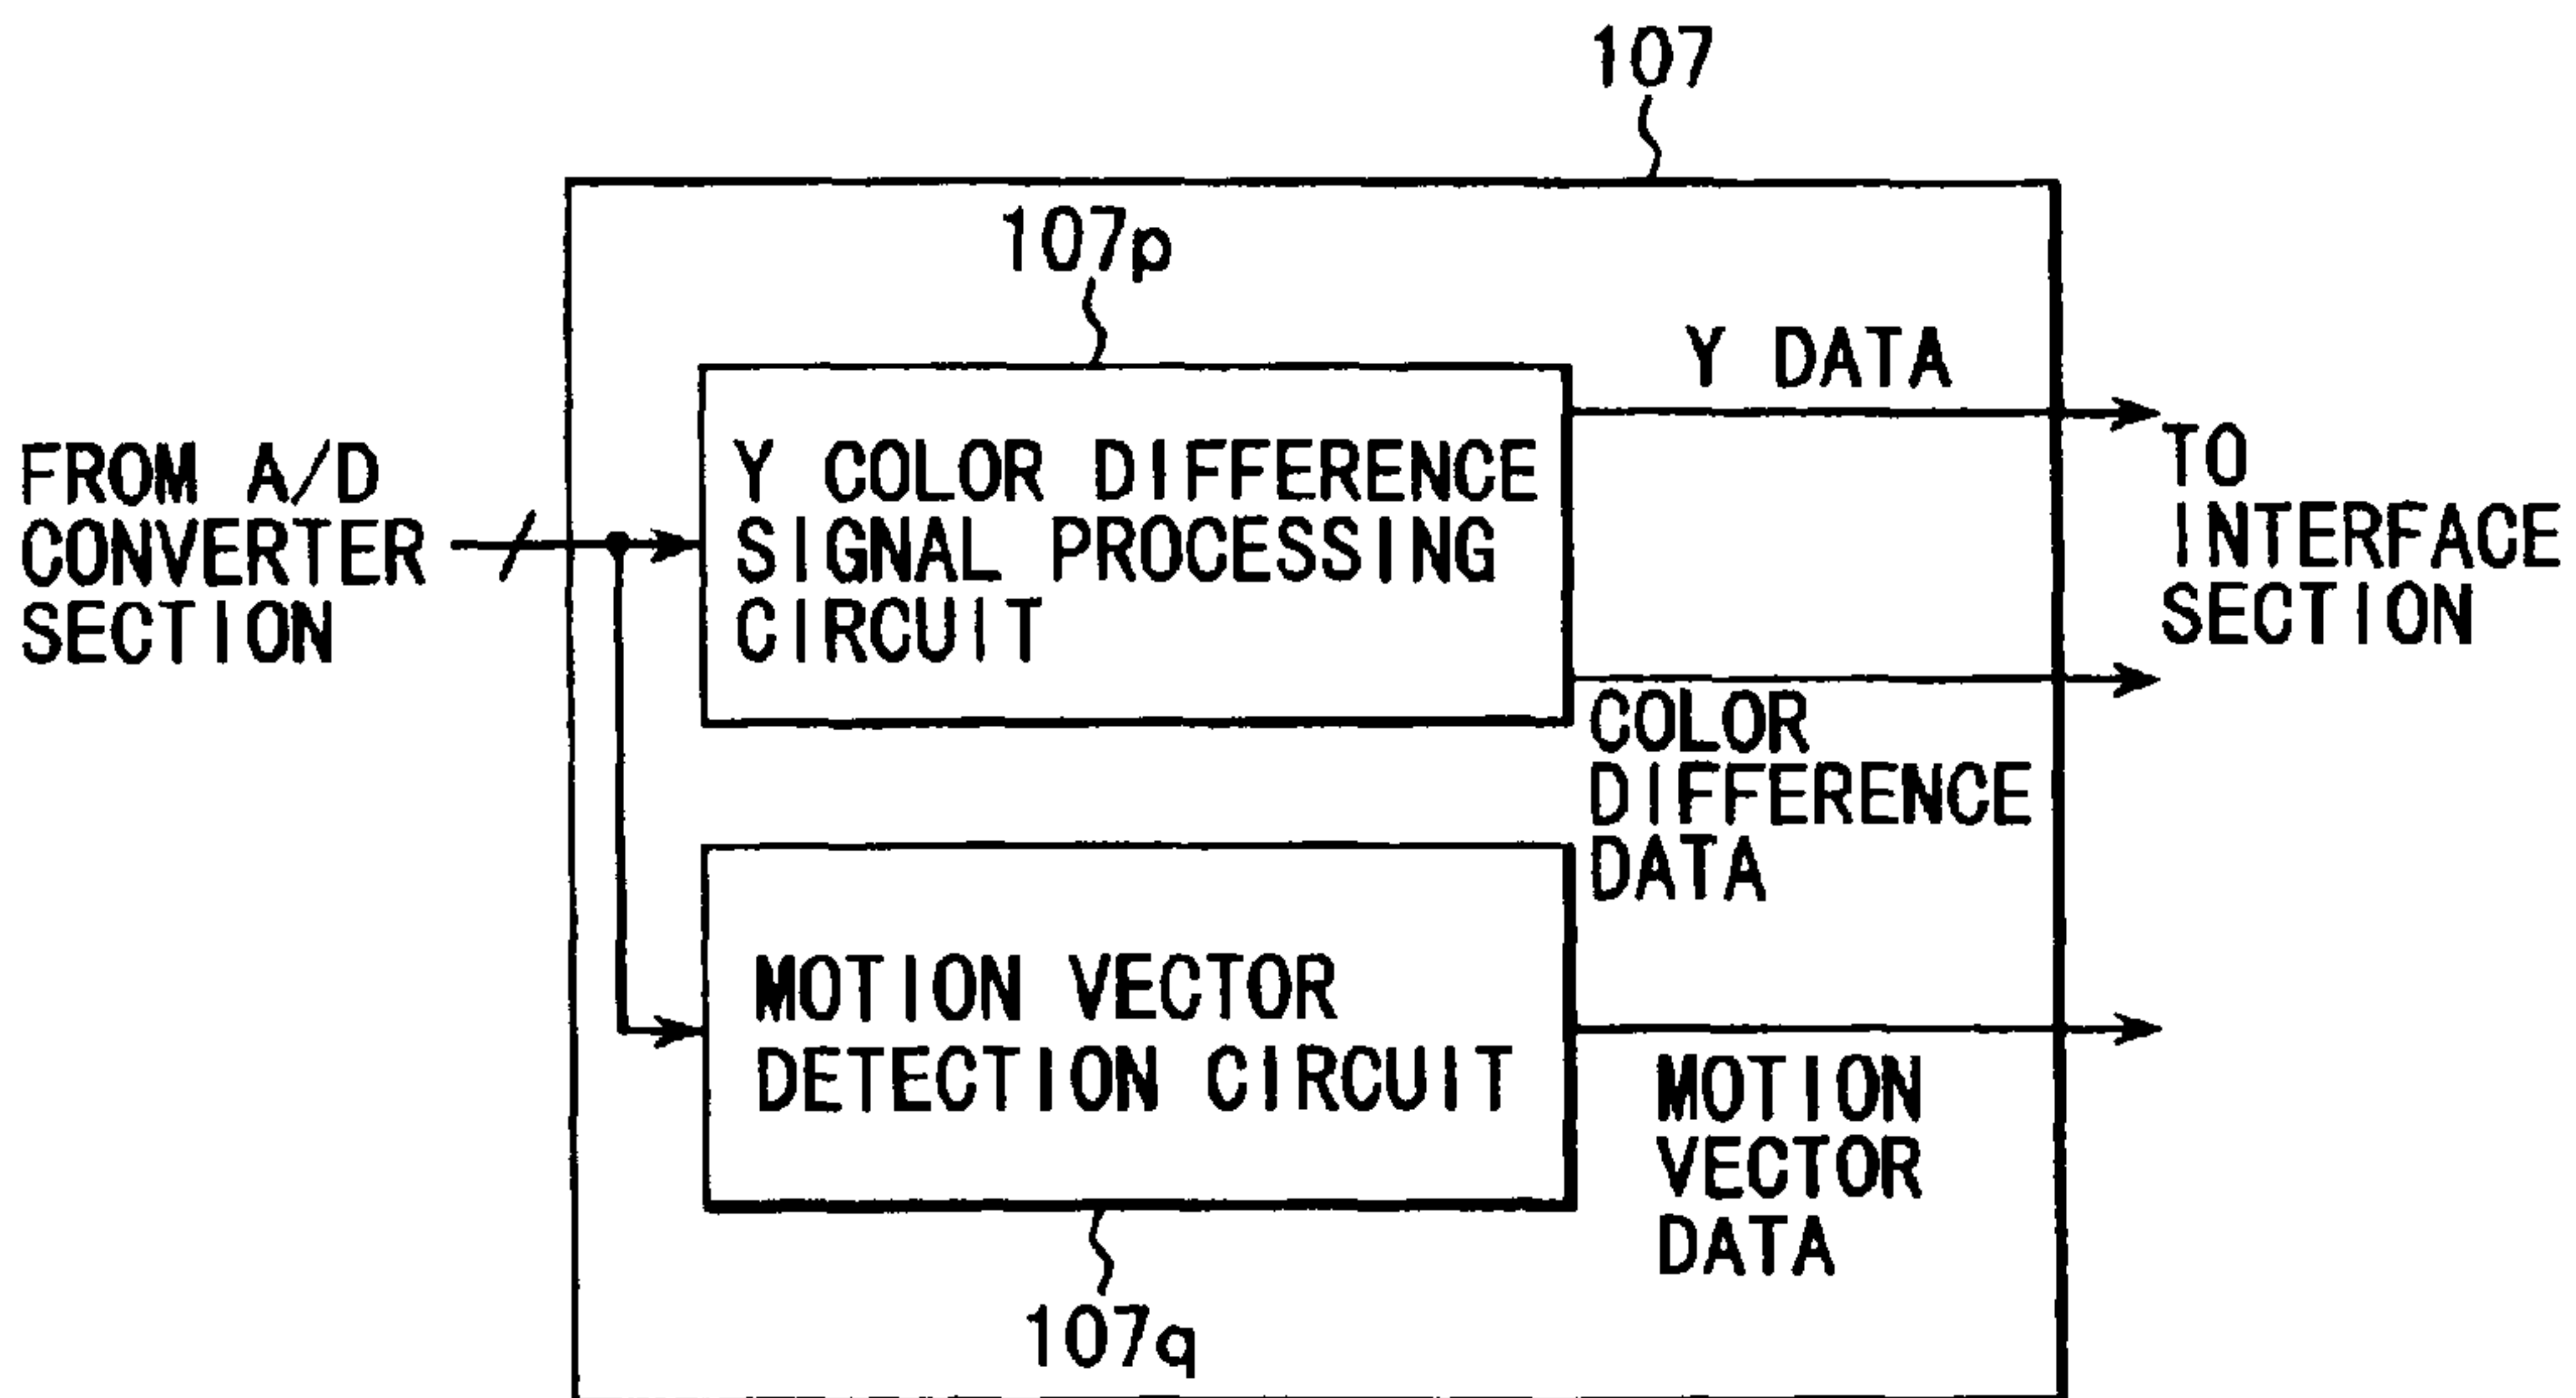 107
107p
FROM A/D
CONVERTER
SECTION
Y COLOR DIFFERENCE
SIGNAL PROCESSING
CIRCUIT
Y DATA
TO
INTERFACE
SECTION
COLOR
DIFFERENCE
DATA
MOTION VECTOR
DETECTION CIRCUIT
MOTION
VECTOR
DATA
107q